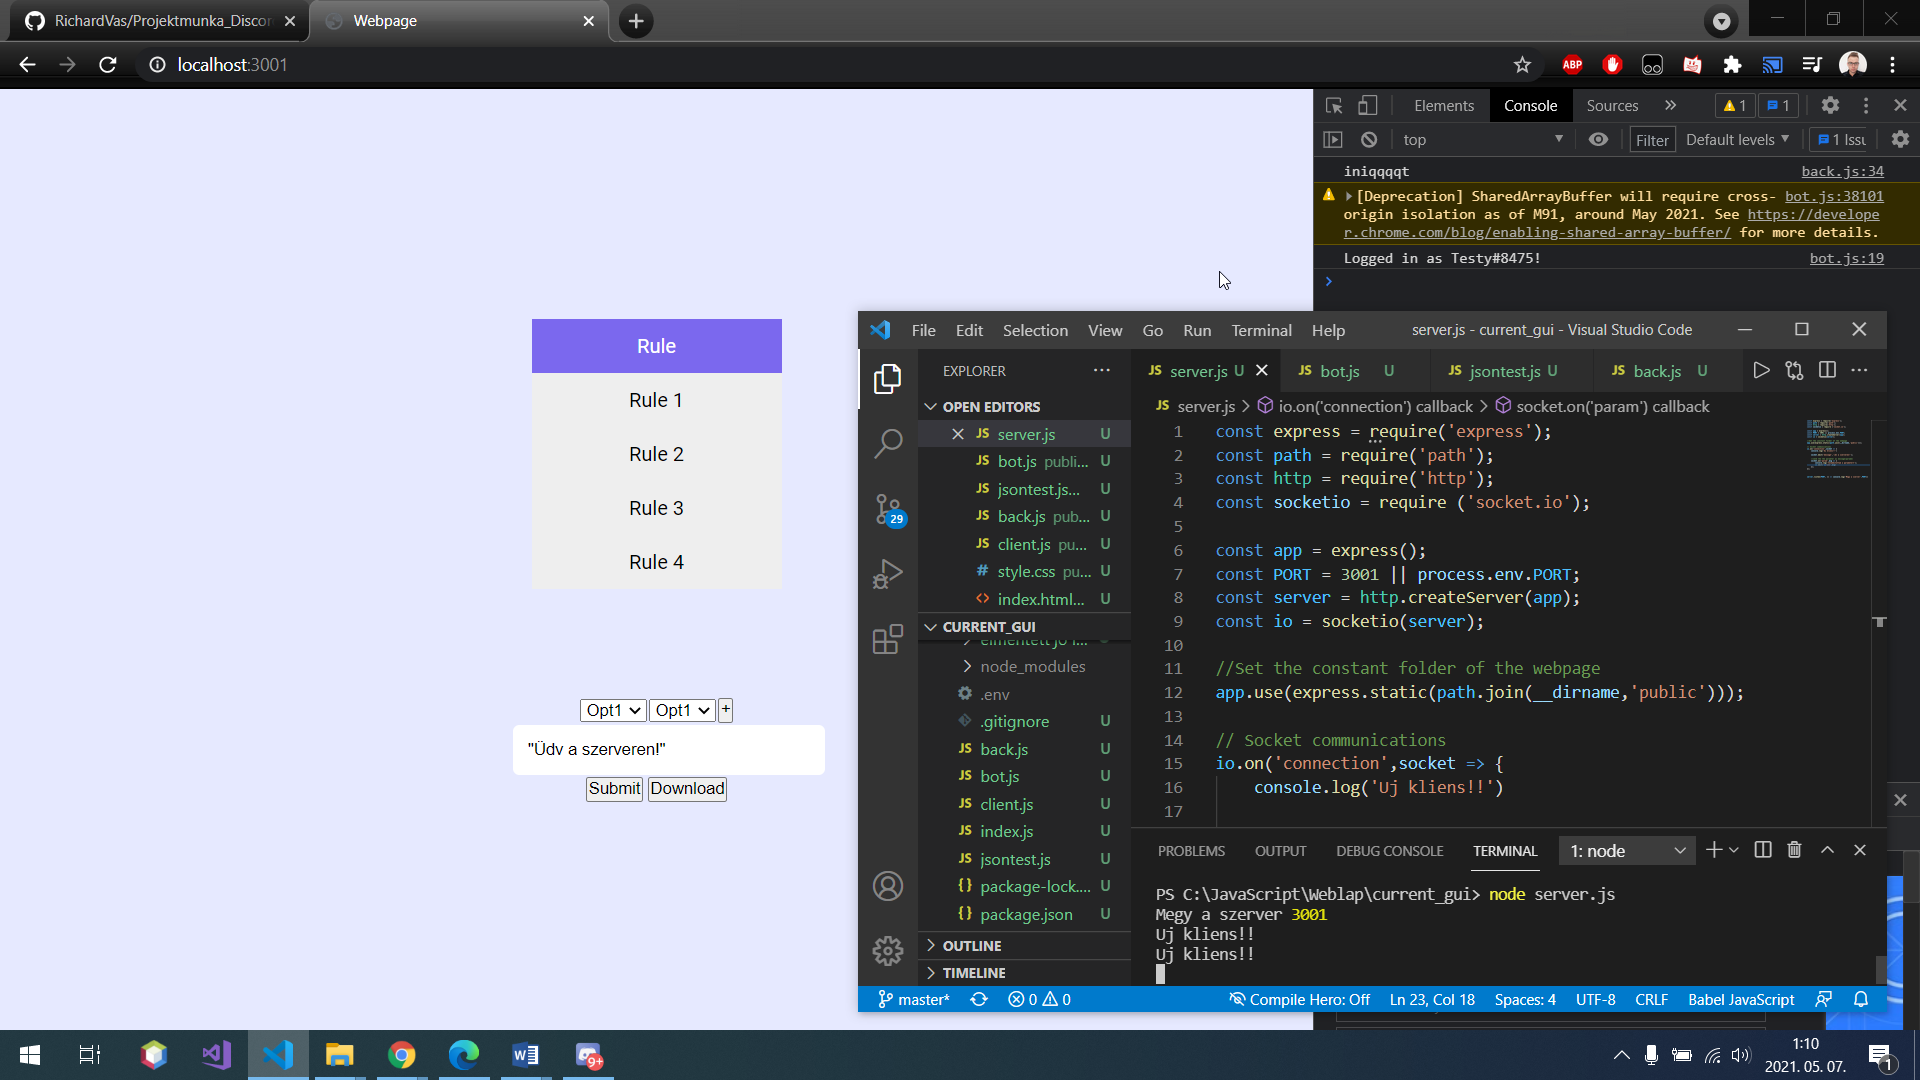 RichardVas/Projektmunka_Discor
Webpage
localhost:3001
ABP
Elements
Console
Sources
1
1
top
Filter
Default levels
1 Issu
iniqqqqt
back.js:34
[Deprecation] SharedArrayBuffer will require cross-
bot.js:38101
origin isolation as of M91, around May 2021. See https://develope
r.chrome.com/blog/enabling-shared-array-buffer/ for more details.
Logged in as Testy#8475!
bot.js:19
Rule
Rule 1
Rule 2
Rule 3
Rule 4
Opt1 Opt1 +
"Üdv a szerveren!"
Submit Download
File Edit Selection View Go Run Terminal Help
server.js - current_gui - Visual Studio Code
EXPLORER
server.js U
bot.js U
jsontest.js U
back.js U
server.js > io.on('connection') callback > socket.on('param') callback
OPEN EDITORS
server.js U
bot.js publi... U
jsontest.js... U
back.js pub... U
client.js pu... U
style.css pu... U
index.html... U
CURRENT_GUI
node_modules
.env
.gitignore U
back.js U
bot.js U
client.js U
index.js U
jsontest.js U
package-lock.... U
package.json U
OUTLINE
TIMELINE
29
1 const express = require('express');
2 const path = require('path');
3 const http = require('http');
4 const socketio = require ('socket.io');
5
6 const app = express();
7 const PORT = 3001 || process.env.PORT;
8 const server = http.createServer(app);
9 const io = socketio(server);
10
11 //Set the constant folder of the webpage
12 app.use(express.static(path.join(__dirname,'public')));
13
14 // Socket communications
15 io.on('connection',socket => {
16 console.log('Uj kliens!!')
17
PROBLEMS
OUTPUT
DEBUG CONSOLE
TERMINAL
1: node
PS C:\JavaScript\Weblap\current_gui> node server.js
Megy a szerver 3001
Uj kliens!!
Uj kliens!!
master*
0 0
Compile Hero: Off
Ln 23, Col 18
Spaces: 4
UTF-8
CRLF
Babel JavaScript
9+
1:10
2021. 05. 07.
1